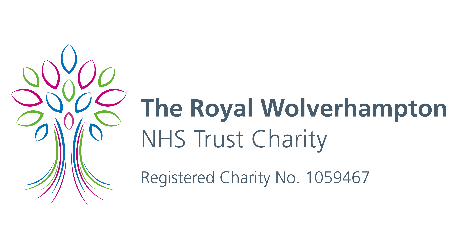 The Royal Wolverhampton
NHS Trust Charity
Registered Charity No. 1059467